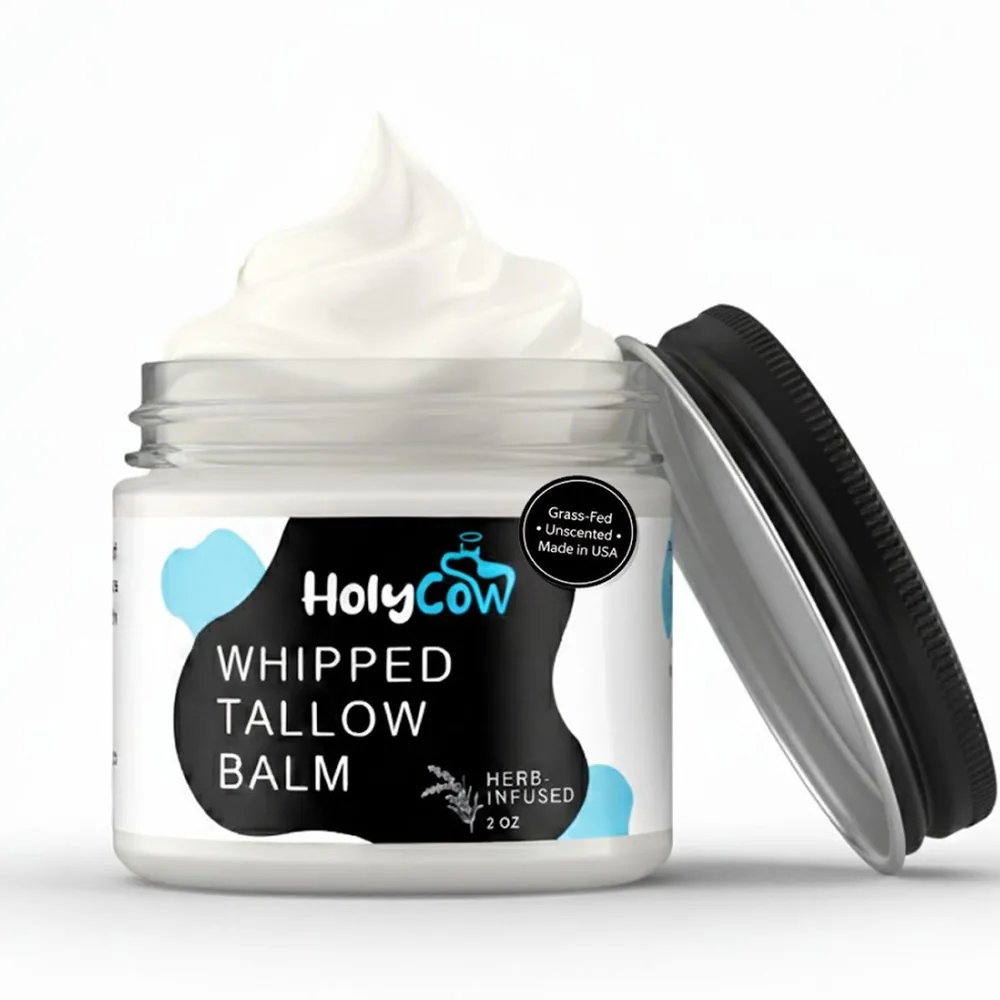 Grass-Fed
• Unscented •
Made in USA
HolyCow
WHIPPED
TALLOW
BALM
HERB-
INFUSED
2 OZ